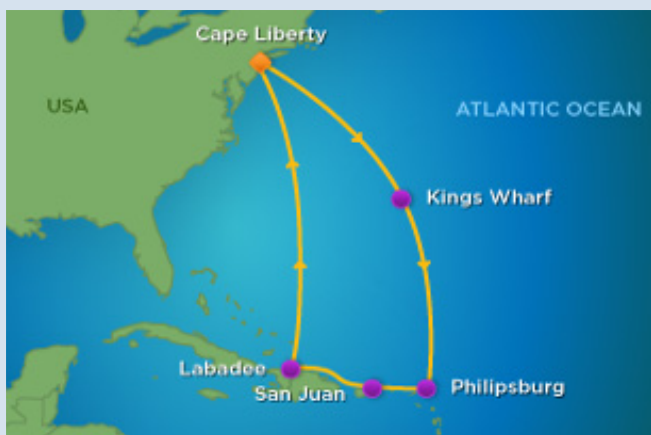 Cape Liberty
USA
ATLANTIC OCEAN
Kings Wharf
Labadee
San Juan
Philipsburg